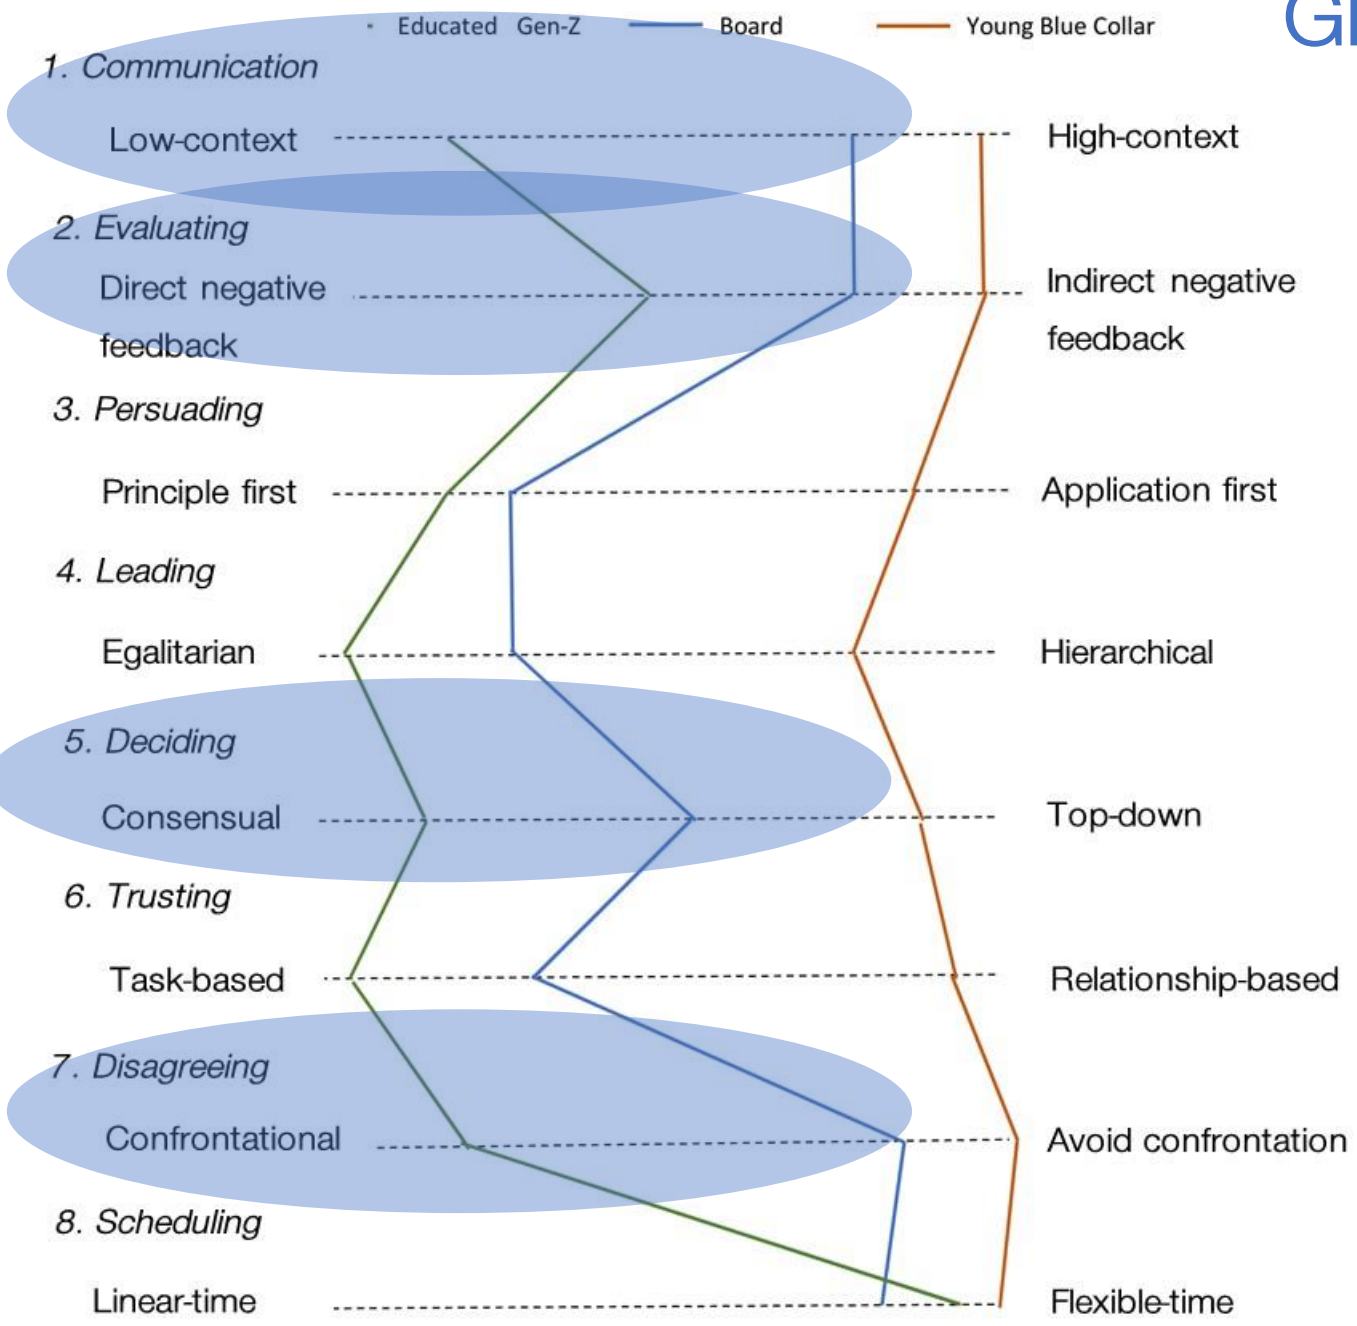 Educated Gen-Z Board Young Blue Collar
1. Communication
Low-context High-context
2. Evaluating
Direct negative Indirect negative
feedback feedback
3. Persuading
Principle first Application first
4. Leading
Egalitarian Hierarchical
5. Deciding
Consensual Top-down
6. Trusting
Task-based Relationship-based
7. Disagreeing
Confrontational Avoid confrontation
8. Scheduling
Linear-time Flexible-time